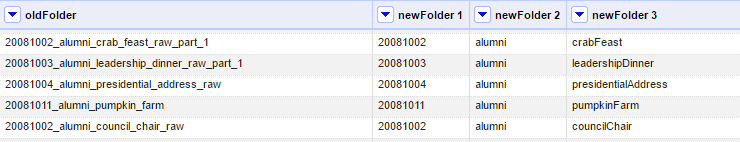 oldFolder newFolder 1 newFolder 2 newFolder 3
20081002_alumni_crab_feast_raw_part_1 20081002 alumni crabFeast
20081003_alumni_leadership_dinner_raw_part_1 20081003 alumni leadershipDinner
20081004_alumni_presidential_address_raw 20081004 alumni presidentialAddress
20081011_alumni_pumpkin_farm 20081011 alumni pumpkinFarm
20081002_alumni_council_chair_raw 20081002 alumni councilChair